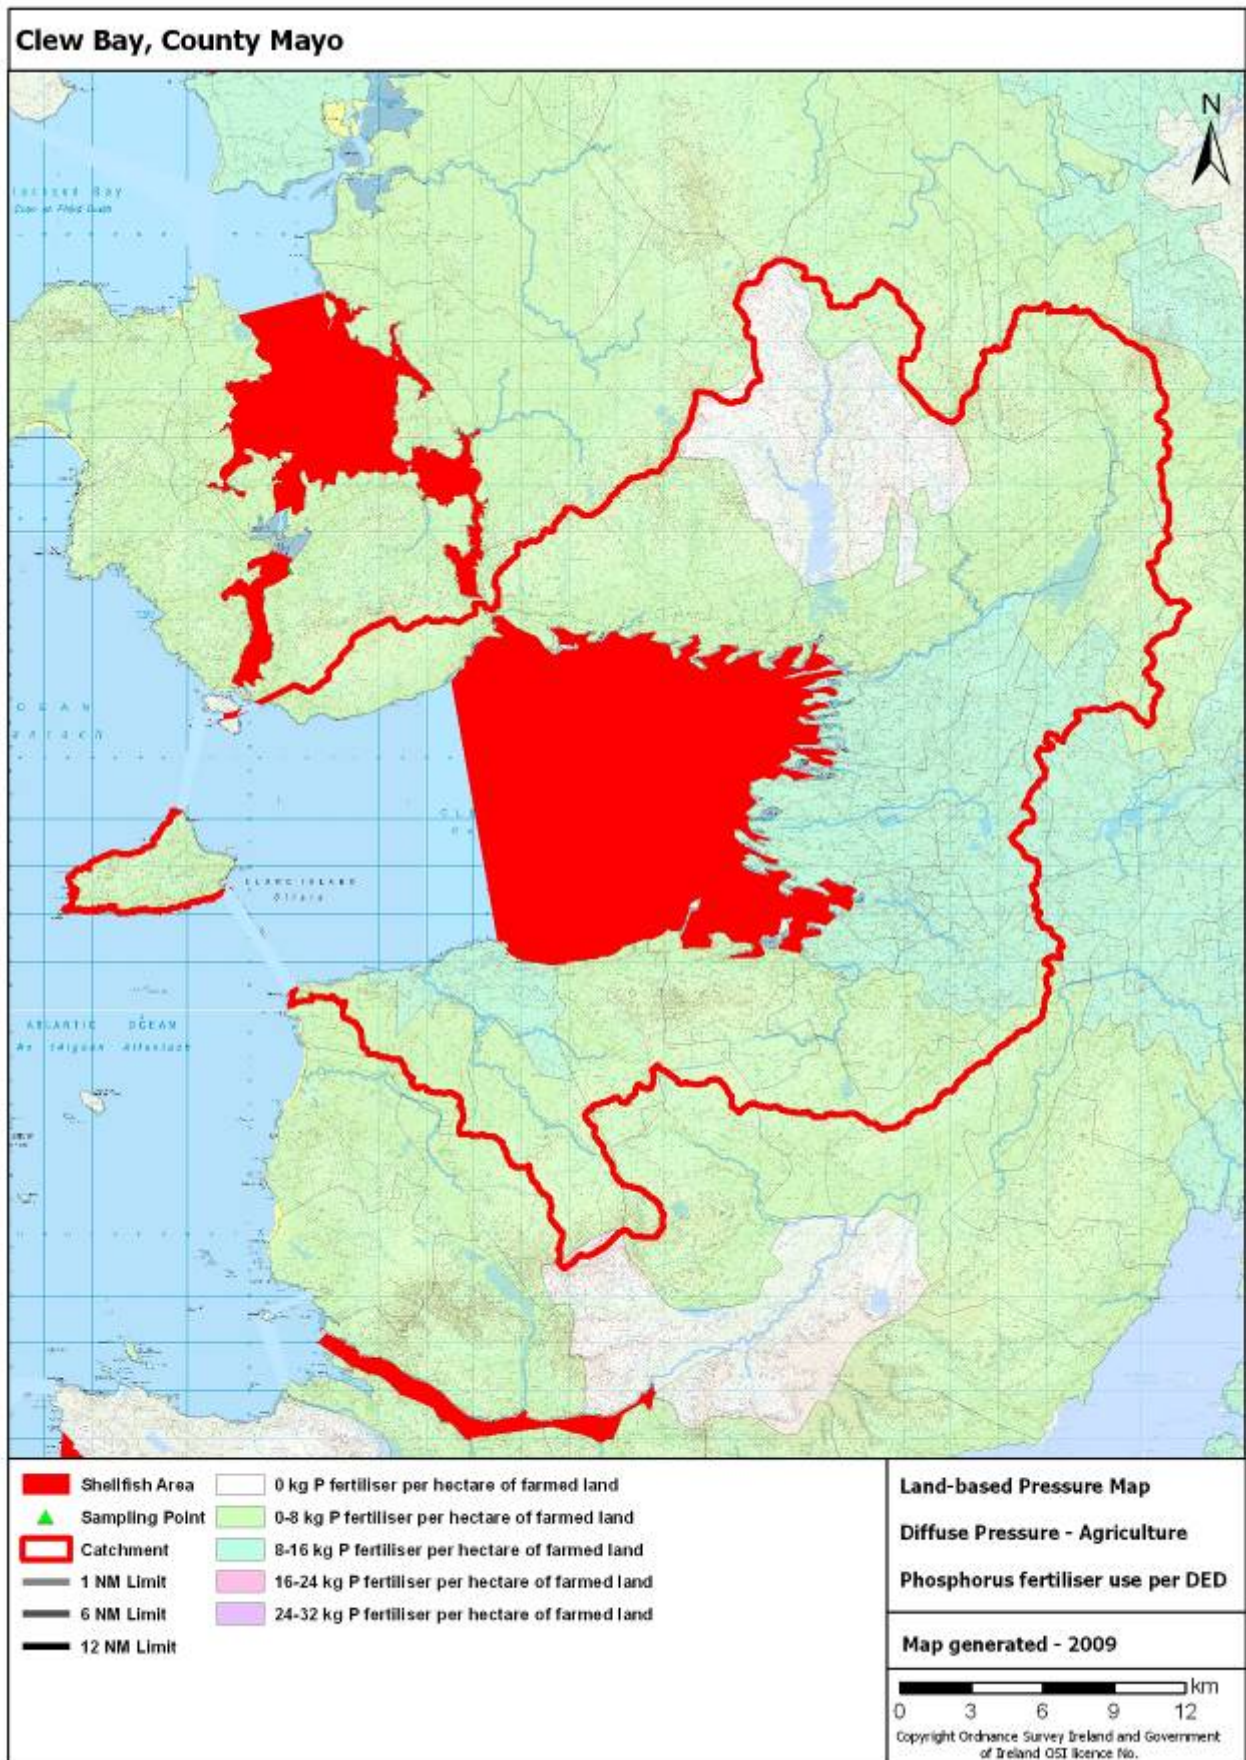 Clew Bay, County Mayo
N
Bay
OCEAN
CLARE ISLAND
Oileán
ATLANTIC OCEAN
Shellfish Area
Sampling Point
Catchment
1 NM Limit
6 NM Limit
12 NM Limit
0 kg P fertiliser per hectare of farmed land
0-8 kg P fertiliser per hectare of farmed land
8-16 kg P fertiliser per hectare of farmed land
16-24 kg P fertiliser per hectare of farmed land
24-32 kg P fertiliser per hectare of farmed land
Land-based Pressure Map
Diffuse Pressure - Agriculture
Phosphorus fertiliser use per DED
Map generated - 2009
km
0 3 6 9 12
Copyright Ordnance Survey Ireland and Government
of Ireland OSI licence No.